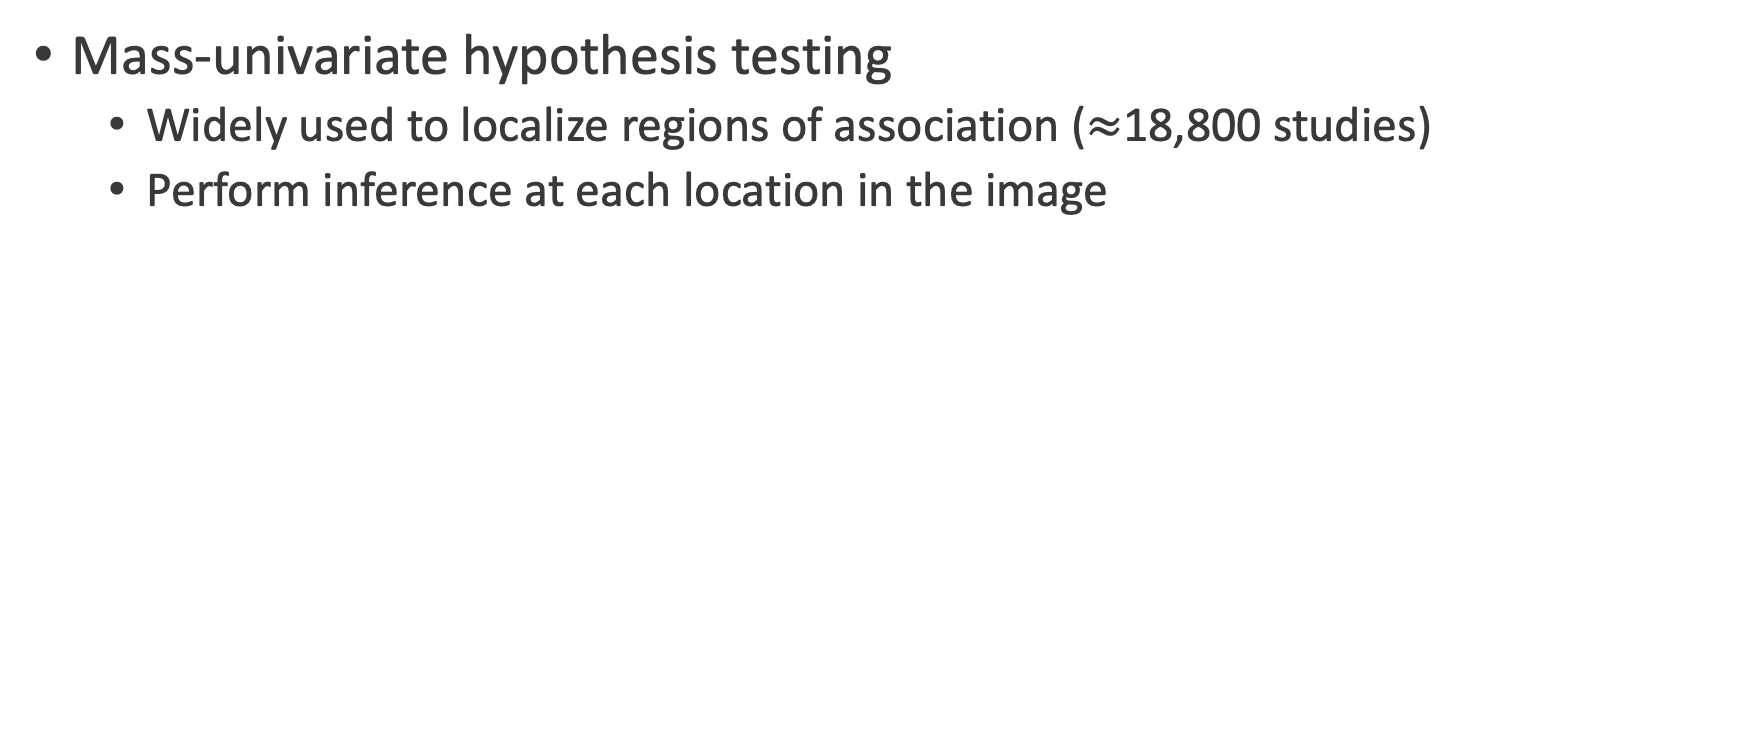 • Mass-univariate hypothesis testing
• Widely used to localize regions of association (≈18,800 studies)
• Perform inference at each location in the image